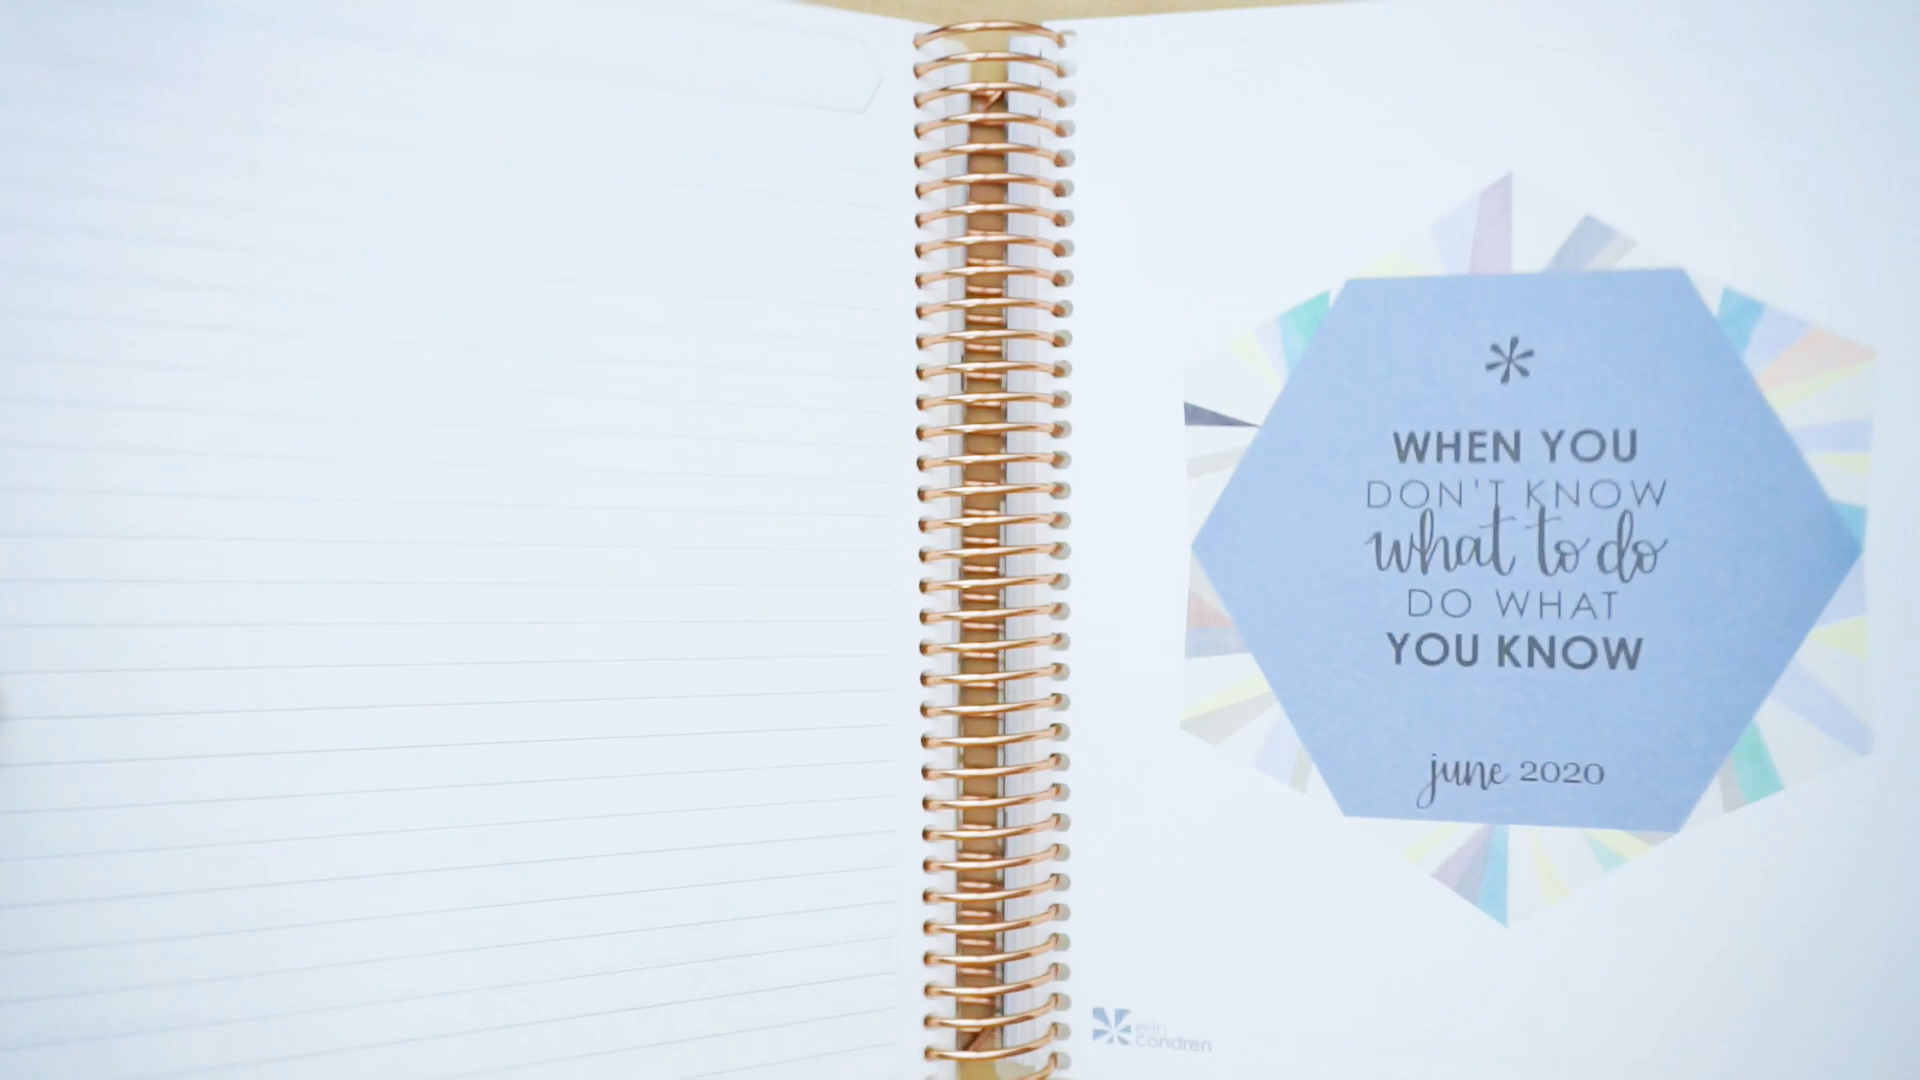 WHEN YOU
DON'T KNOW
what to do
DO WHAT
YOU KNOW
june 2020
erin
condren